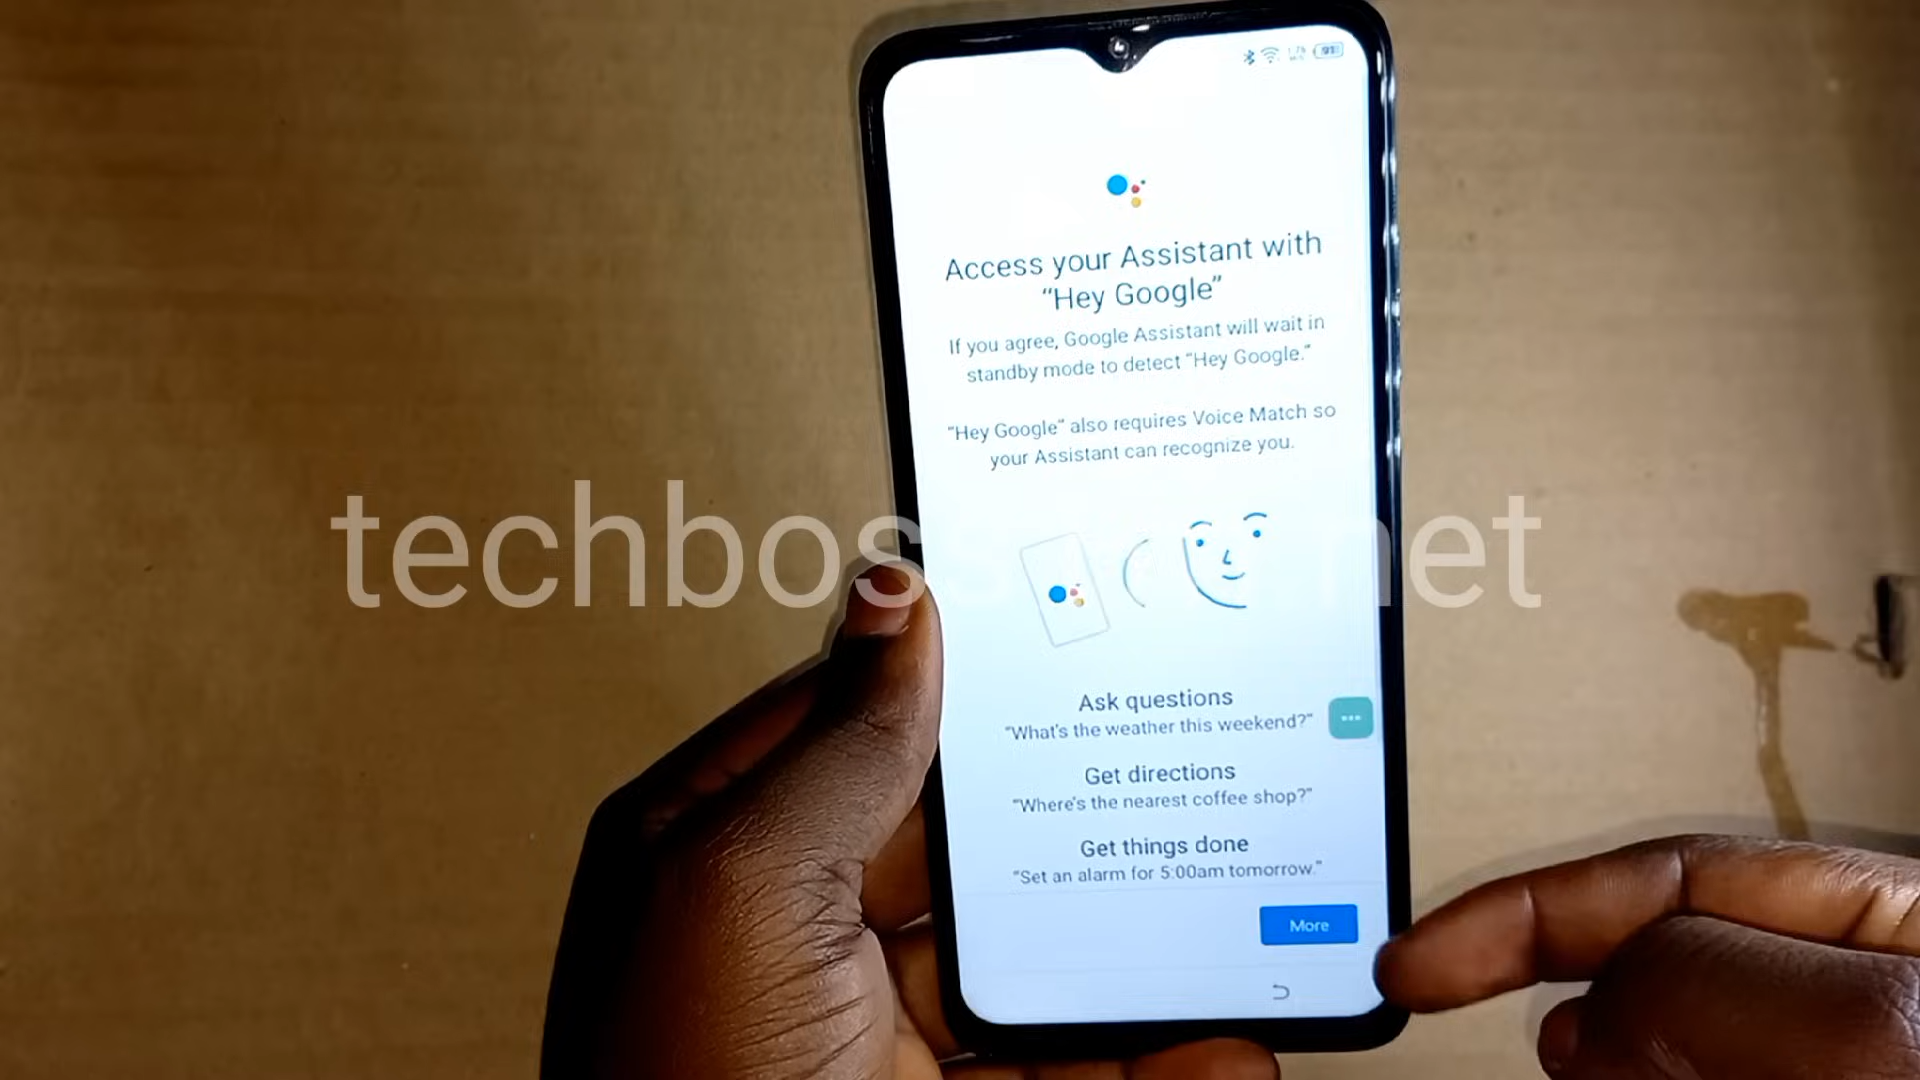 91
Access your Assistant with
“Hey Google”
If you agree, Google Assistant will wait in
standby mode to detect “Hey Google.”
“Hey Google” also requires Voice Match so
your Assistant can recognize you.
Ask questions
“What's the weather this weekend?”
Get directions
“Where's the nearest coffee shop?”
Get things done
“Set an alarm for 5:00am tomorrow.”
More